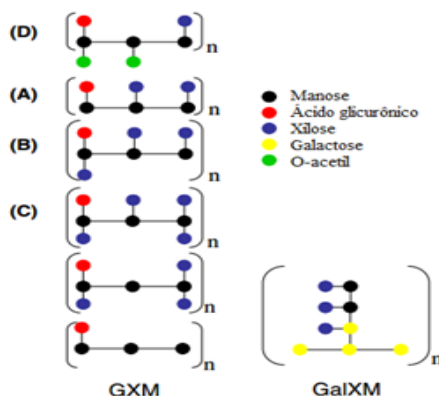 (D)
n
(A)
n
(B)
n
(C)
n
n
n
GXM
Manose
Ácido glicurônico
Xilose
Galactose
O-acetil
n
GalXM